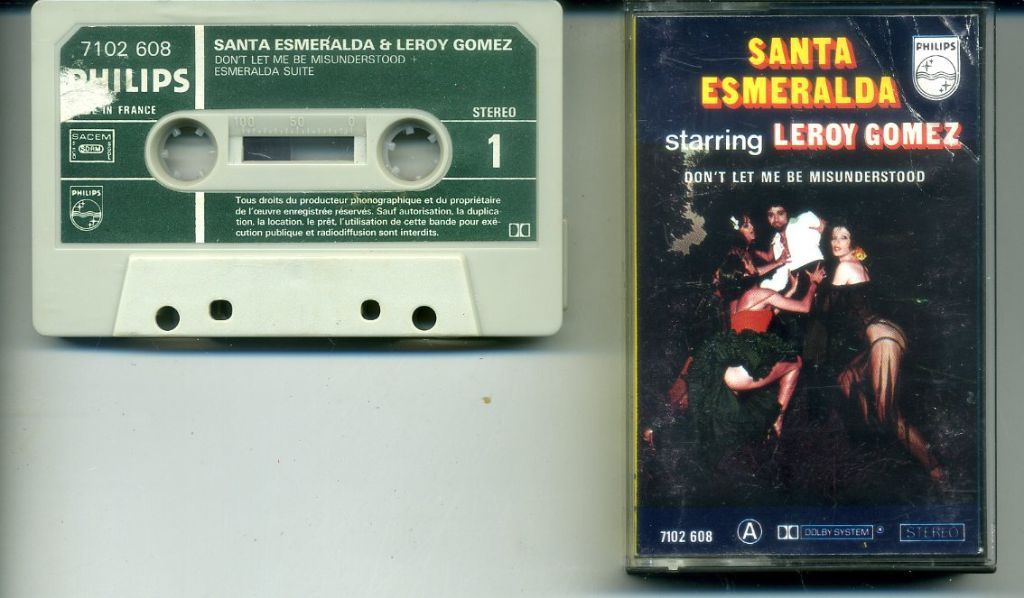 7102 608
PHILIPS
IN FRANCE
SACEM
SDRM
PHILIPS
SANTA ESMERALDA & LEROY GOMEZ
DON'T LET ME BE MISUNDERSTOOD +
ESMERALDA SUITE
STEREO
100 50 0
1
Tous droits du producteur phonographique et du propriétaire
de l'œuvre enregistrée réservés. Sauf autorisation, la duplica-
tion, la location, le prêt, l'utilisation de cette bande pour exé-
cution publique et radiodiffusion sont interdits.
SANTA
ESMERALDA
PHILIPS
starring LEROY GOMEZ
DON'T LET ME BE MISUNDERSTOOD
7102 608 A DOLBY SYSTEM ® STEREO